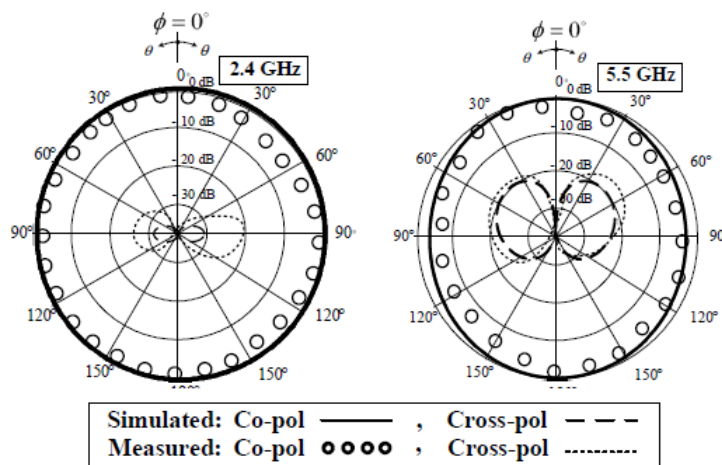 ϕ = 0°
θ θ
2.4 GHz
0° 0 dB
30° 30°
10 dB
60° 60°
20 dB
30 dB
90° 90°
120° 120°
150° 150°
ϕ = 0°
θ θ
5.5 GHz
0° 0 dB
30° 30°
10 dB
60° 60°
20 dB
90° 90°
120° 120°
150° 150°
Simulated: Co-pol , Cross-pol
Measured: Co-pol , Cross-pol